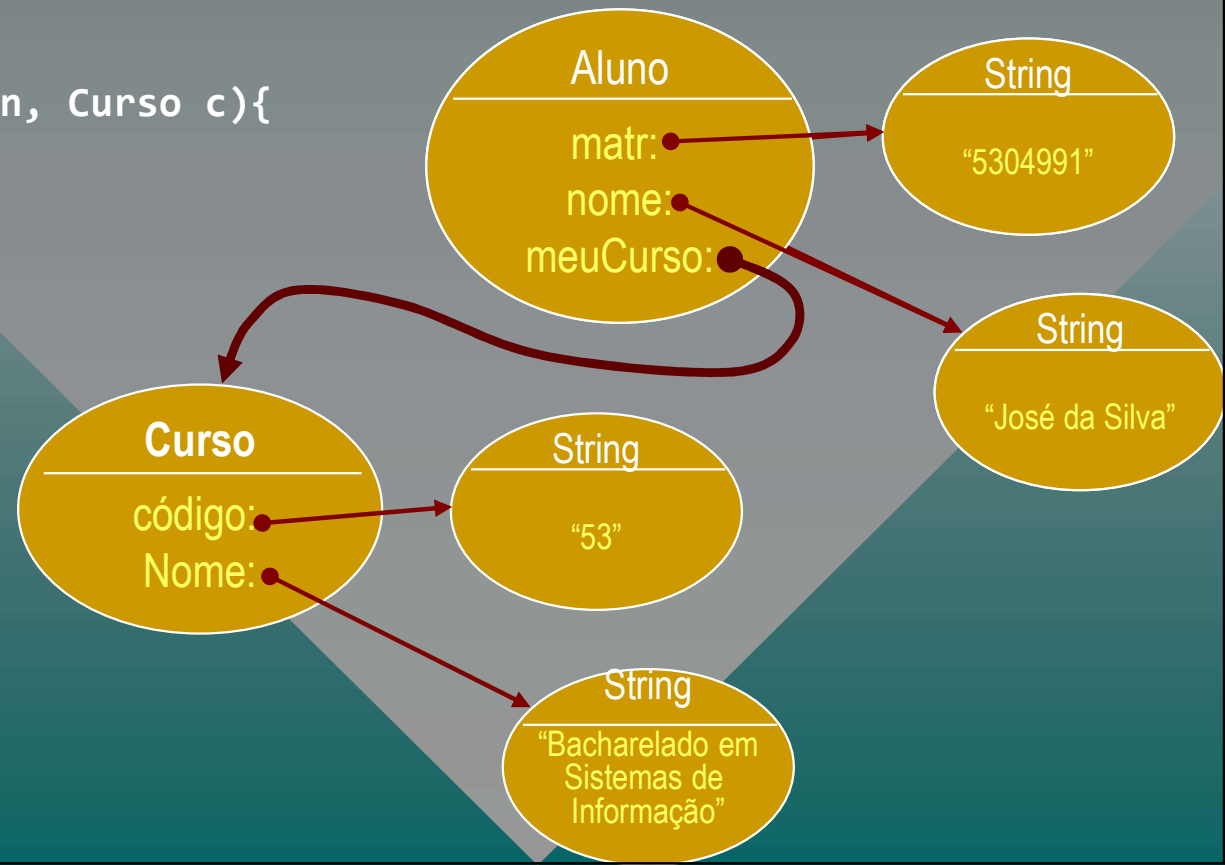 n, Curso c){
Aluno
matr:
nome:
meuCurso:
String
“5304991”
String
“José da Silva”
Curso
código:
Nome:
String
“53”
String
“Bacharelado em
Sistemas de
Informação”